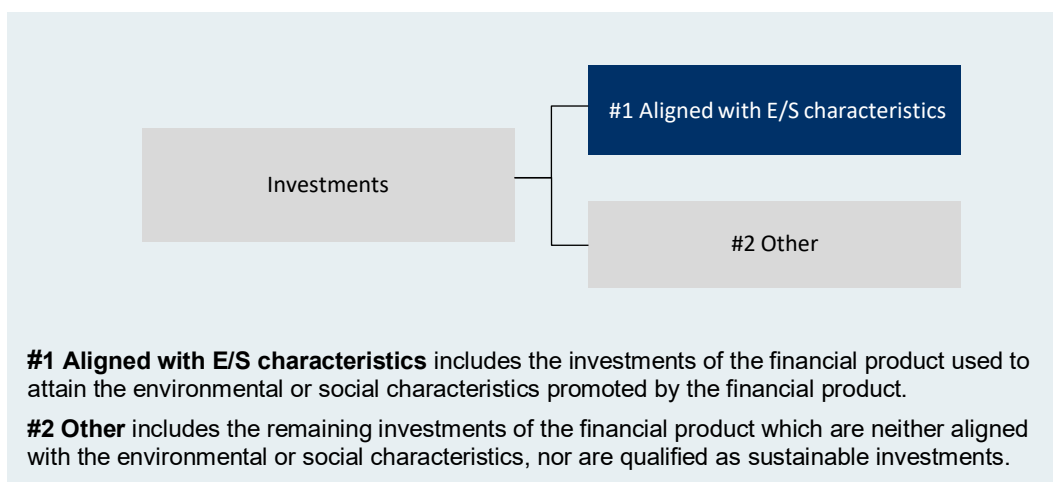 #1 Aligned with E/S characteristics
Investments
#2 Other
#1 Aligned with E/S characteristics includes the investments of the financial product used to
attain the environmental or social characteristics promoted by the financial product.
#2 Other includes the remaining investments of the financial product which are neither aligned
with the environmental or social characteristics, nor are qualified as sustainable investments.